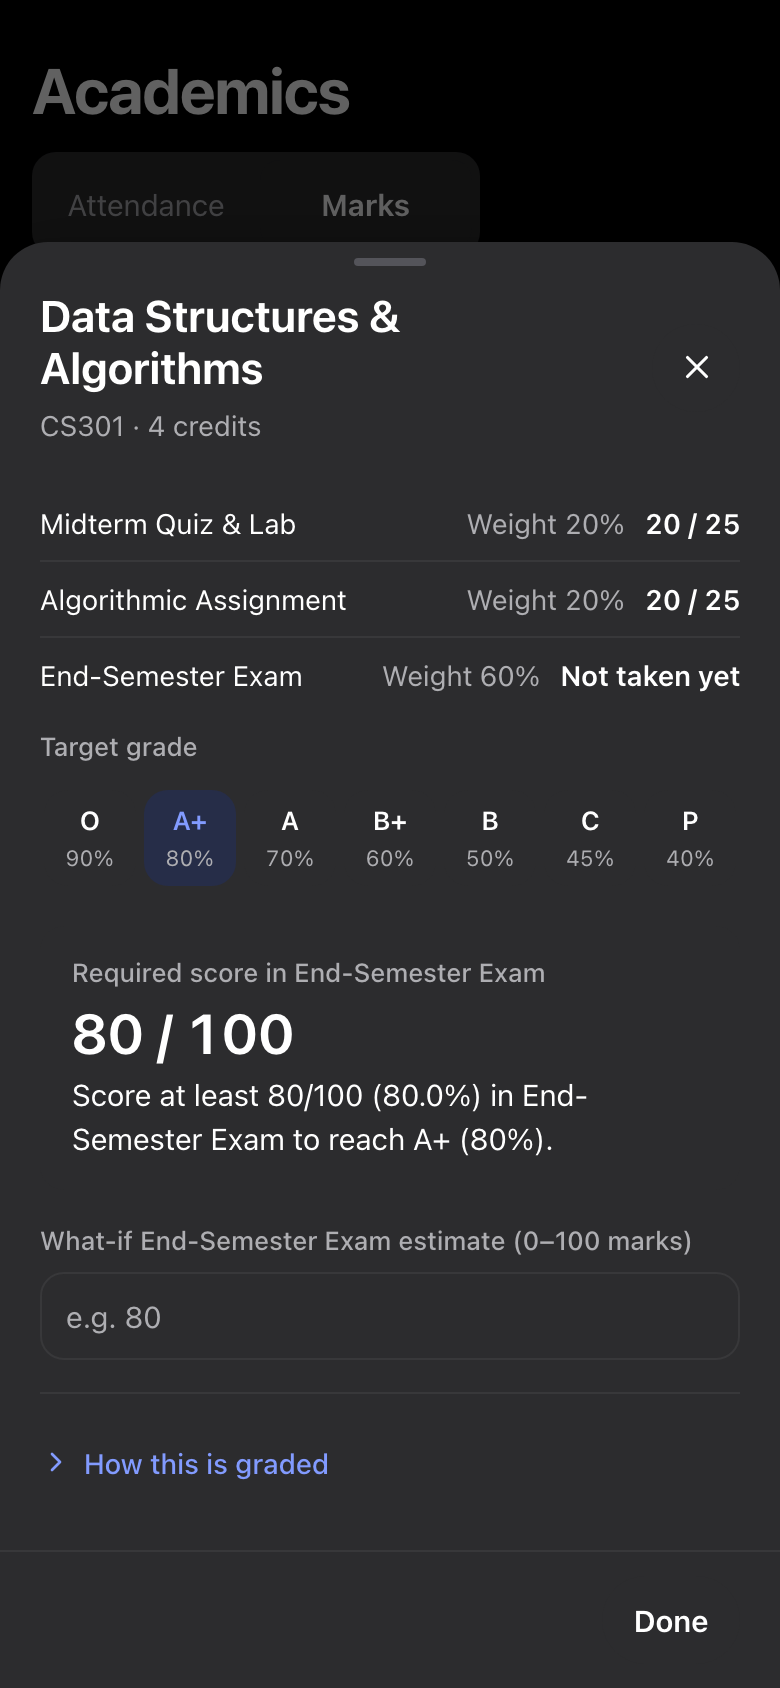 Academics
Attendance Marks
Data Structures &
Algorithms
CS301 · 4 credits
Midterm Quiz & Lab Weight 20% 20 / 25
Algorithmic Assignment Weight 20% 20 / 25
End-Semester Exam Weight 60% Not taken yet
Target grade
O A+ A B+ B C P
90% 80% 70% 60% 50% 45% 40%
Required score in End-Semester Exam
80 / 100
Score at least 80/100 (80.0%) in End-
Semester Exam to reach A+ (80%).
What-if End-Semester Exam estimate (0–100 marks)
e.g. 80
How this is graded
Done